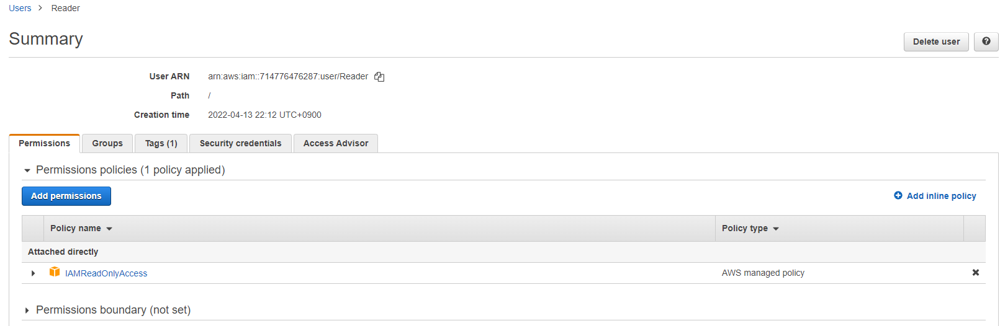 Users > Reader
Summary
Delete user
?
User ARN arn:aws:iam::714776476287:user/Reader
Path /
Creation time 2022-04-13 22:12 UTC+0900
Permissions Groups Tags (1) Security credentials Access Advisor
Permissions policies (1 policy applied)
Add permissions Add inline policy
Policy name Policy type
Attached directly
IAMReadOnlyAccess AWS managed policy
Permissions boundary (not set)